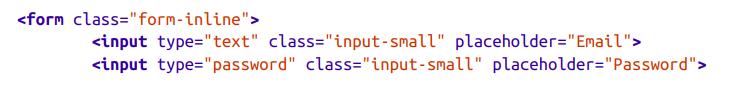 <form class="form-inline">
<input type="text" class="input-small" placeholder="Email">
<input type="password" class="input-small" placeholder="Password">